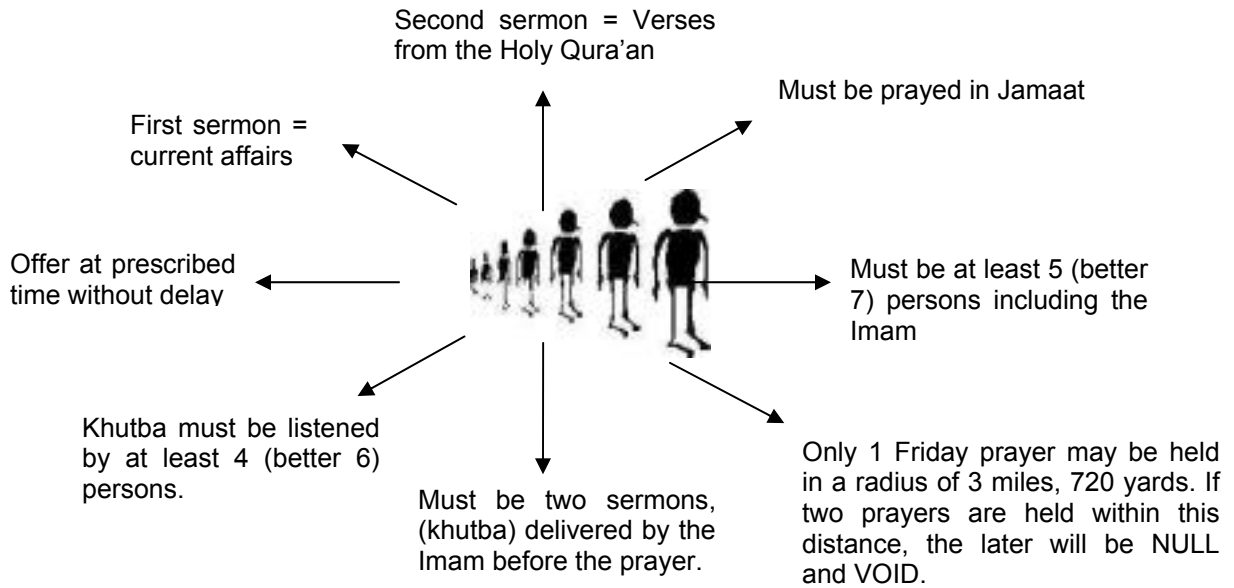 Second sermon = Verses
from the Holy Qura’an
Must be prayed in Jamaat
First sermon =
current affairs
Offer at prescribed
time without delay
Must be at least 5 (better
7) persons including the
Imam
Khutba must be listened
by at least 4 (better 6)
persons.
Must be two sermons,
(khutba) delivered by the
Imam before the prayer.
Only 1 Friday prayer may be held
in a radius of 3 miles, 720 yards. If
two prayers are held within this
distance, the later will be NULL
and VOID.